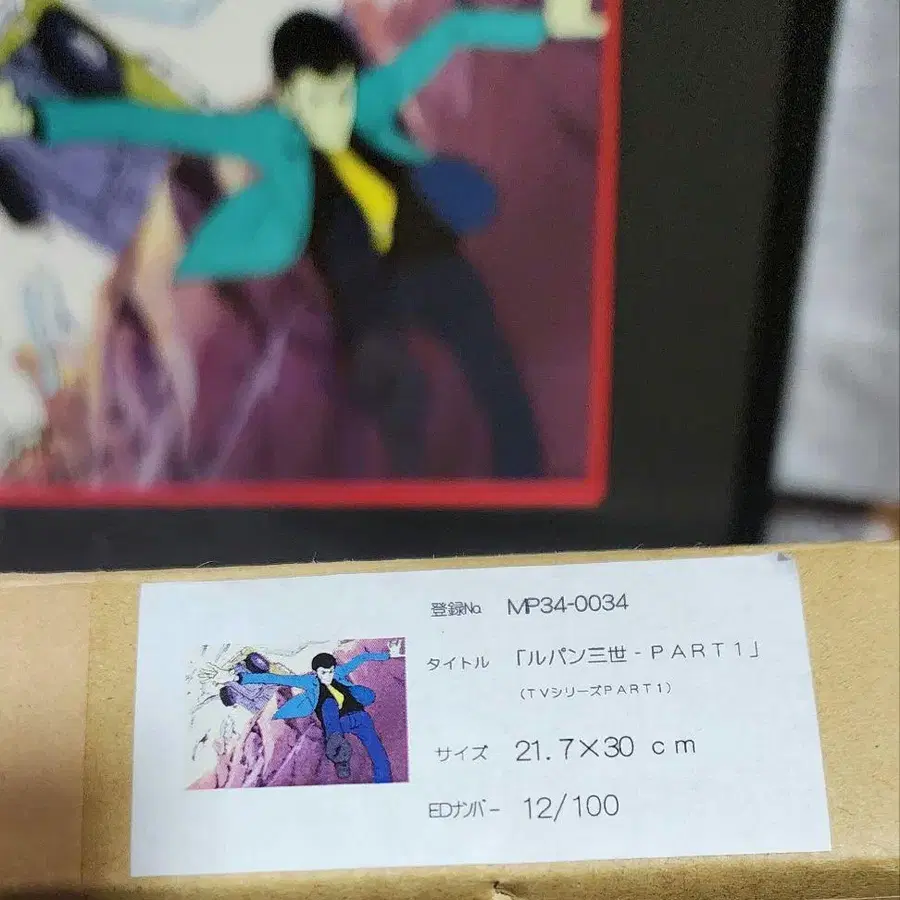 登録No. MP34-0034
タイトル 「ルパン三世 - PART1」
(TVシリーズPART1)
サイズ 21.7×30 cm
EDナンバー 12/100